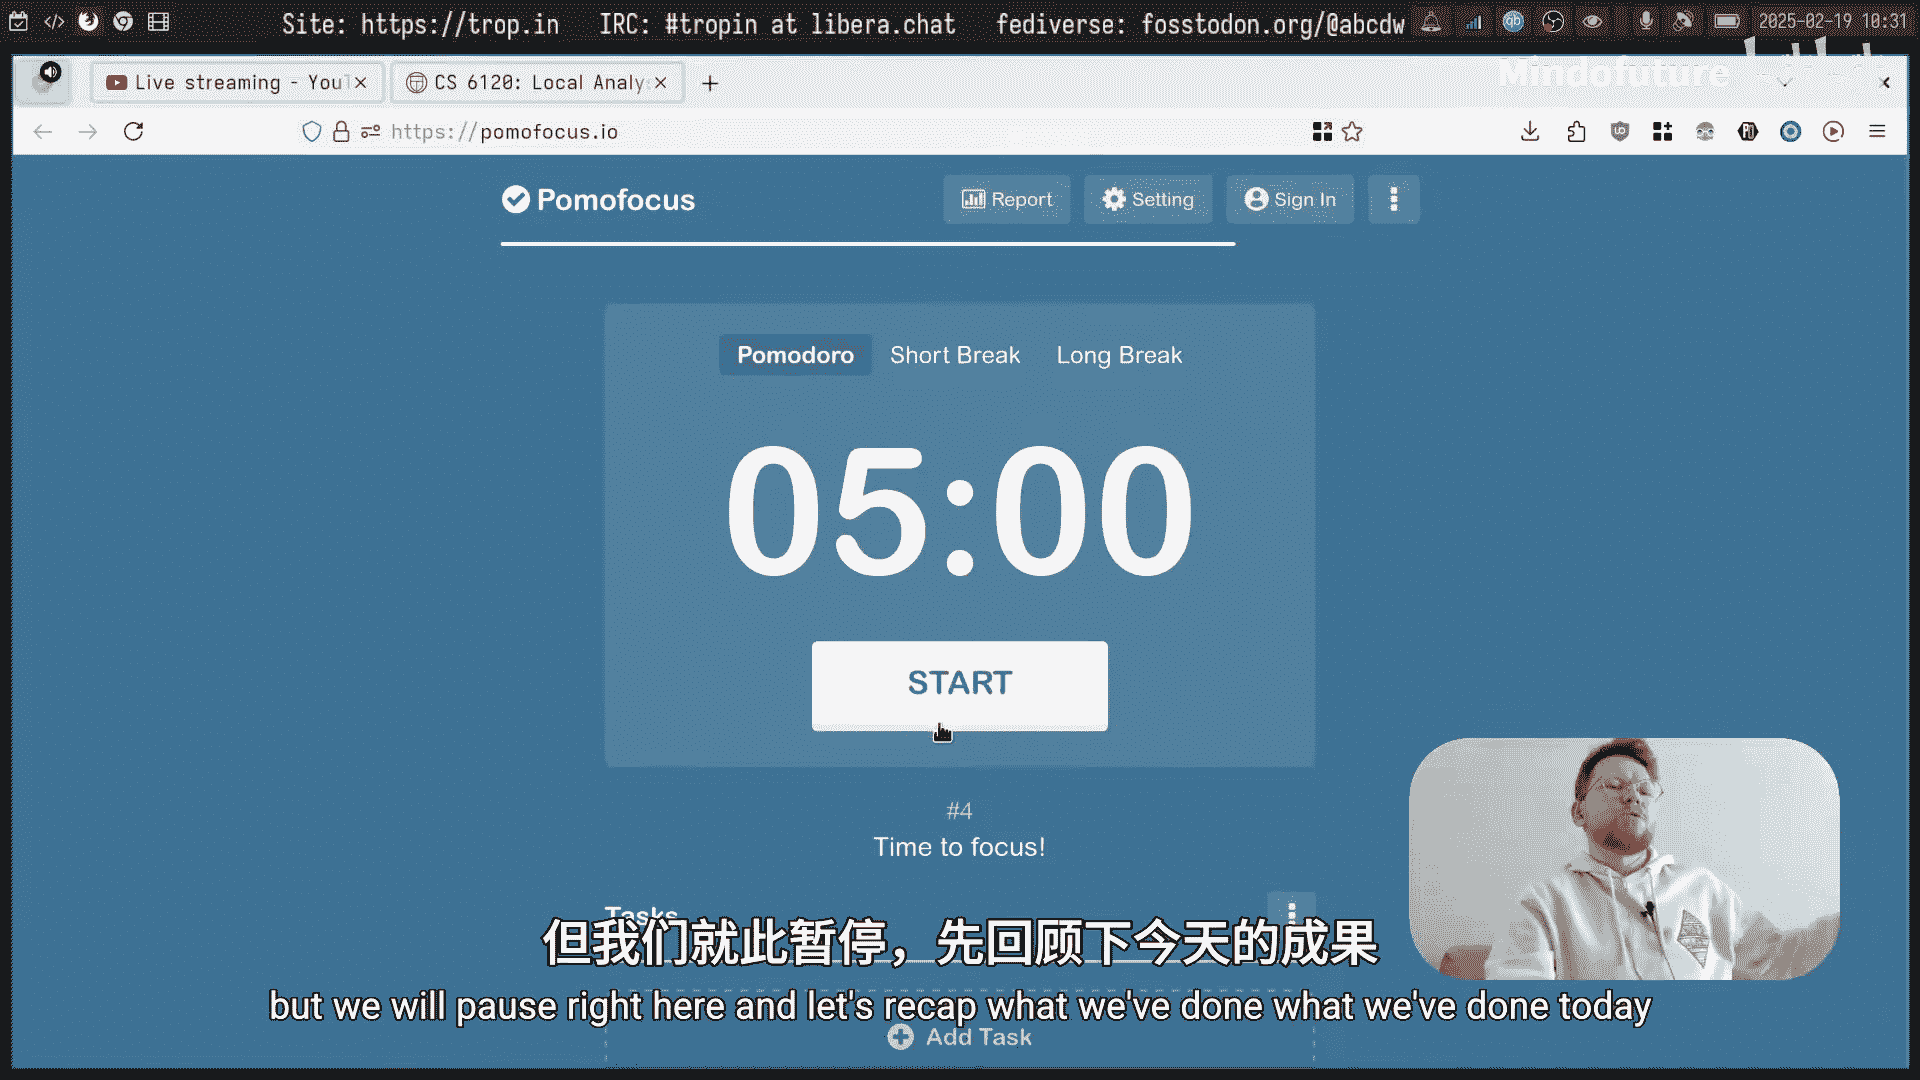 Site: https://trop.in IRC: #tropin at libera.chat fediverse: fosstodon.org/@abcdw
2025-02-19 10:31
Mindofuture
Live streaming - YouT
CS 6120: Local Analys
https://pomofocus.io
Pomofocus
Report
Setting
Sign In
Pomodoro
Short Break
Long Break
05:00
START
#4
Time to focus!
Tasks
但我们就此暂停，先回顾下今天的成果
but we will pause right here and let's recap what we've done what we've done today
Add Task